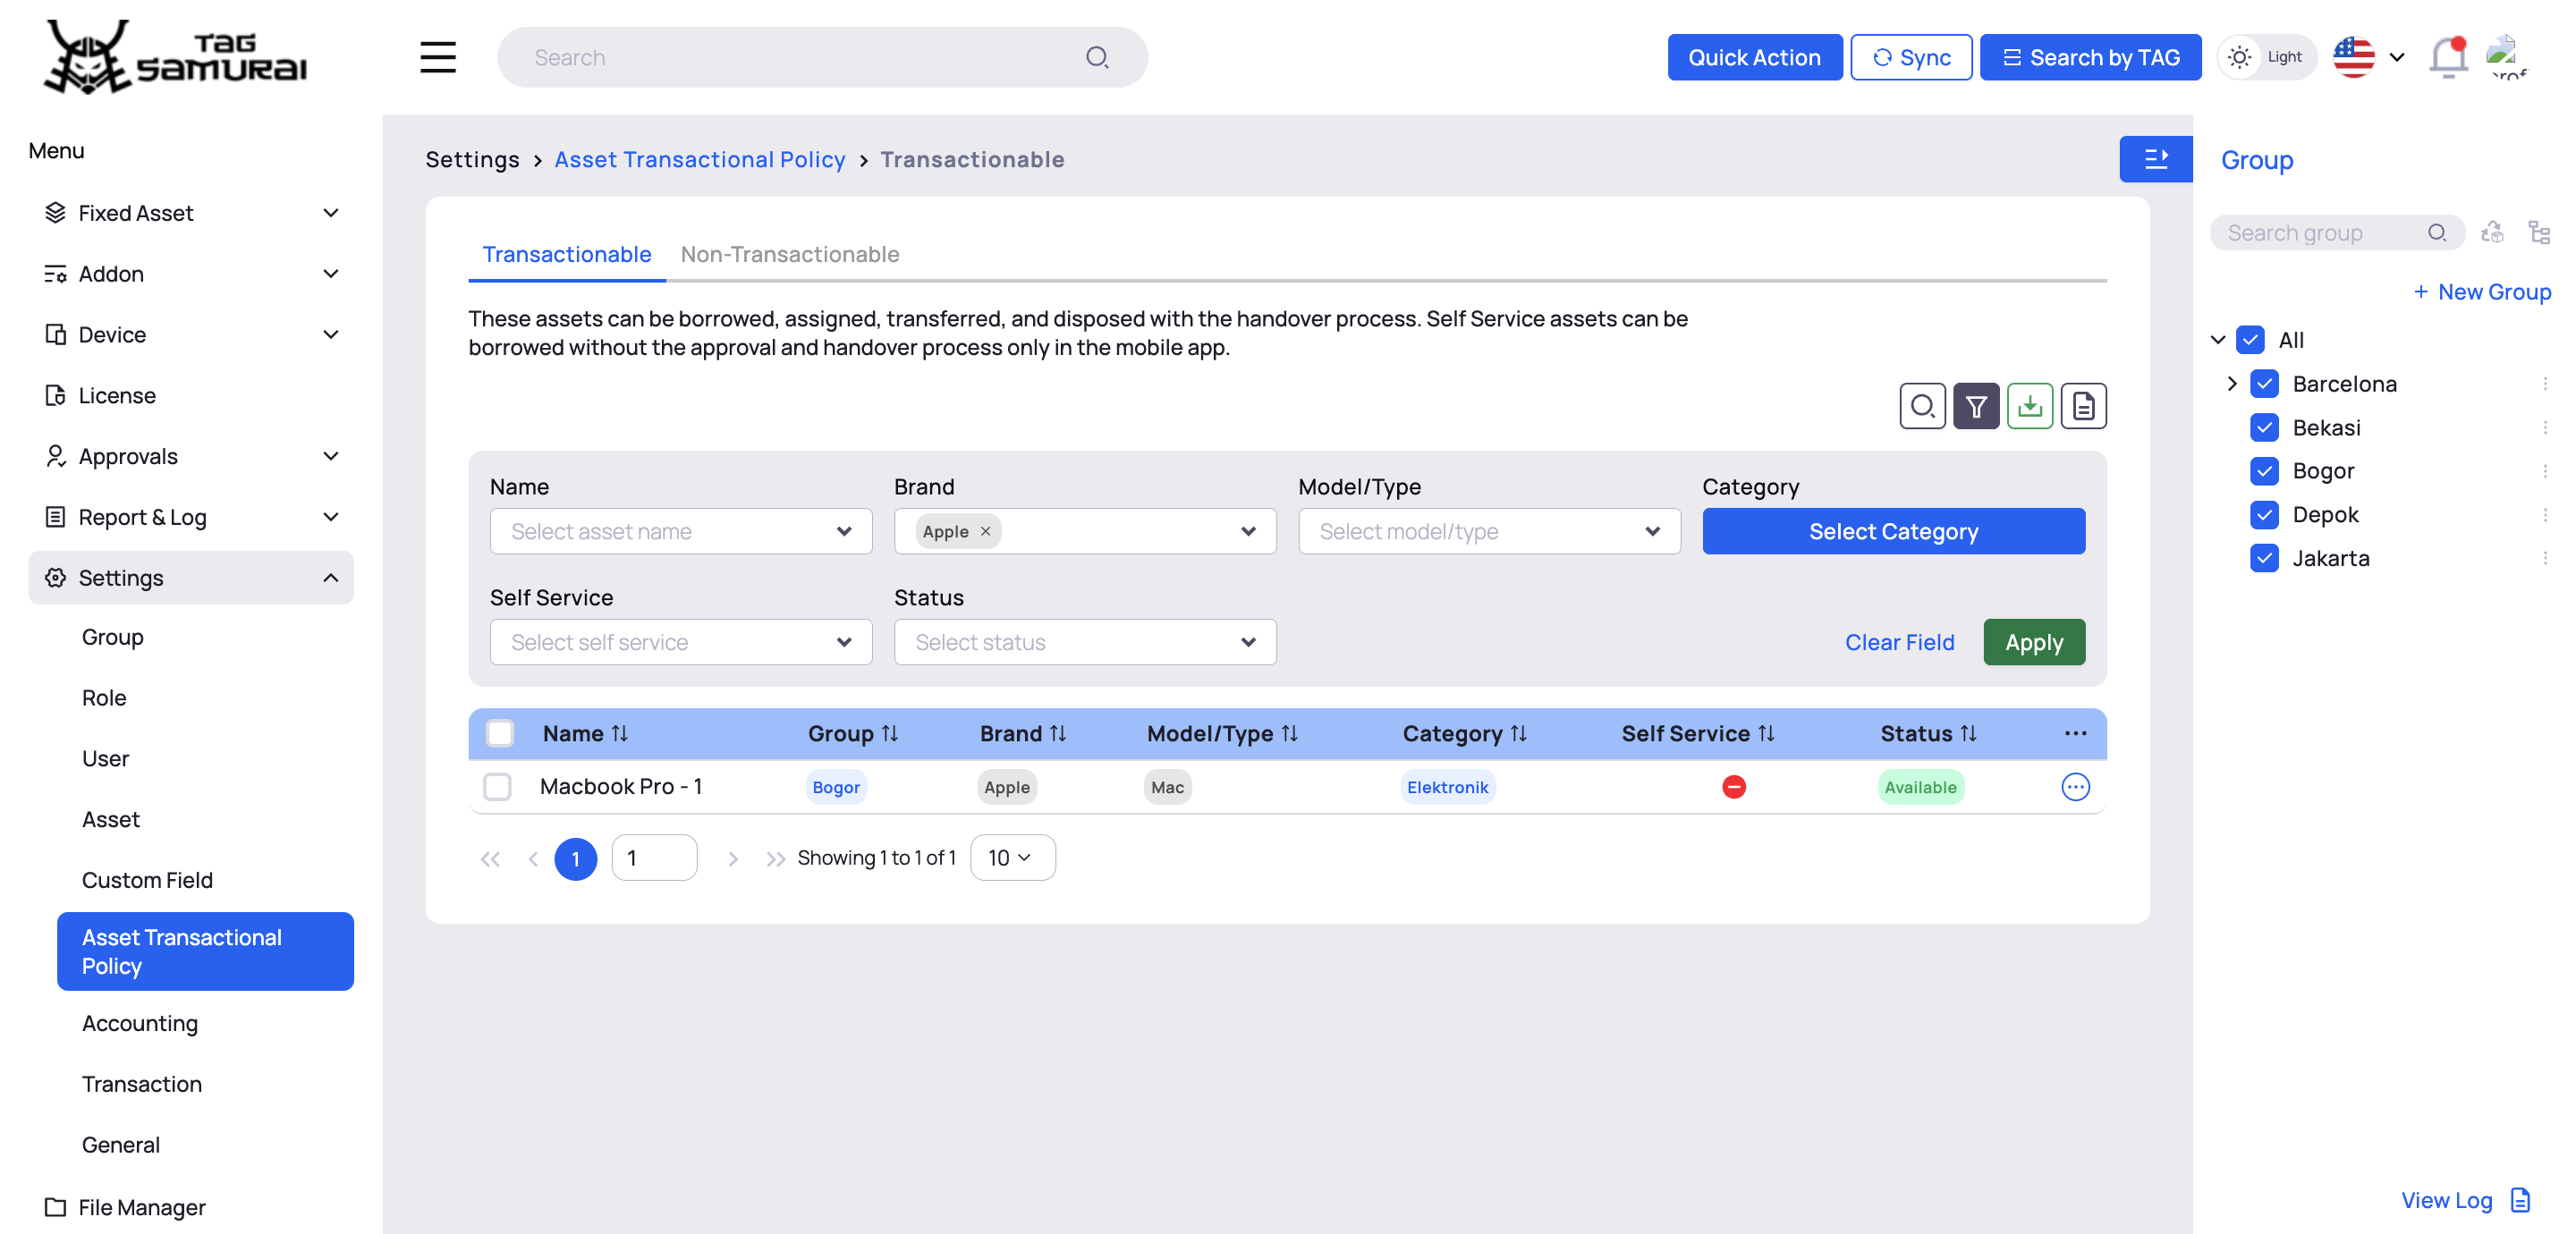 TAG
SAMURAI
Search
Quick Action
Sync
Search by TAG
Light
Menu
Fixed Asset
Addon
Device
License
Approvals
Report & Log
Settings
Group
Role
User
Asset
Custom Field
Asset Transactional
Policy
Accounting
Transaction
General
File Manager
Settings > Asset Transactional Policy > Transactionable
Transactionable
Non-Transactionable
These assets can be borrowed, assigned, transferred, and disposed with the handover process. Self Service assets can be
borrowed without the approval and handover process only in the mobile app.
Name
Brand
Model/Type
Category
Select asset name
Apple ×
Select model/type
Select Category
Self Service
Status
Select self service
Select status
Clear Field
Apply
Name
Group
Brand
Model/Type
Category
Self Service
Status
Macbook Pro - 1
Bogor
Apple
Mac
Elektronik
Available
1
1
Showing 1 to 1 of 1
10
Group
Search group
+ New Group
All
Barcelona
Bekasi
Bogor
Depok
Jakarta
View Log